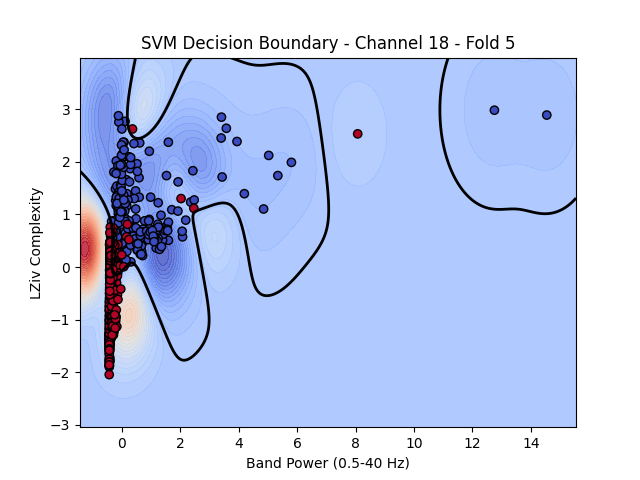 SVM Decision Boundary - Channel 18 - Fold 5
3
2
1
0
−1
−2
−3
LZiv Complexity
0 2 4 6 8 10 12 14
Band Power (0.5-40 Hz)